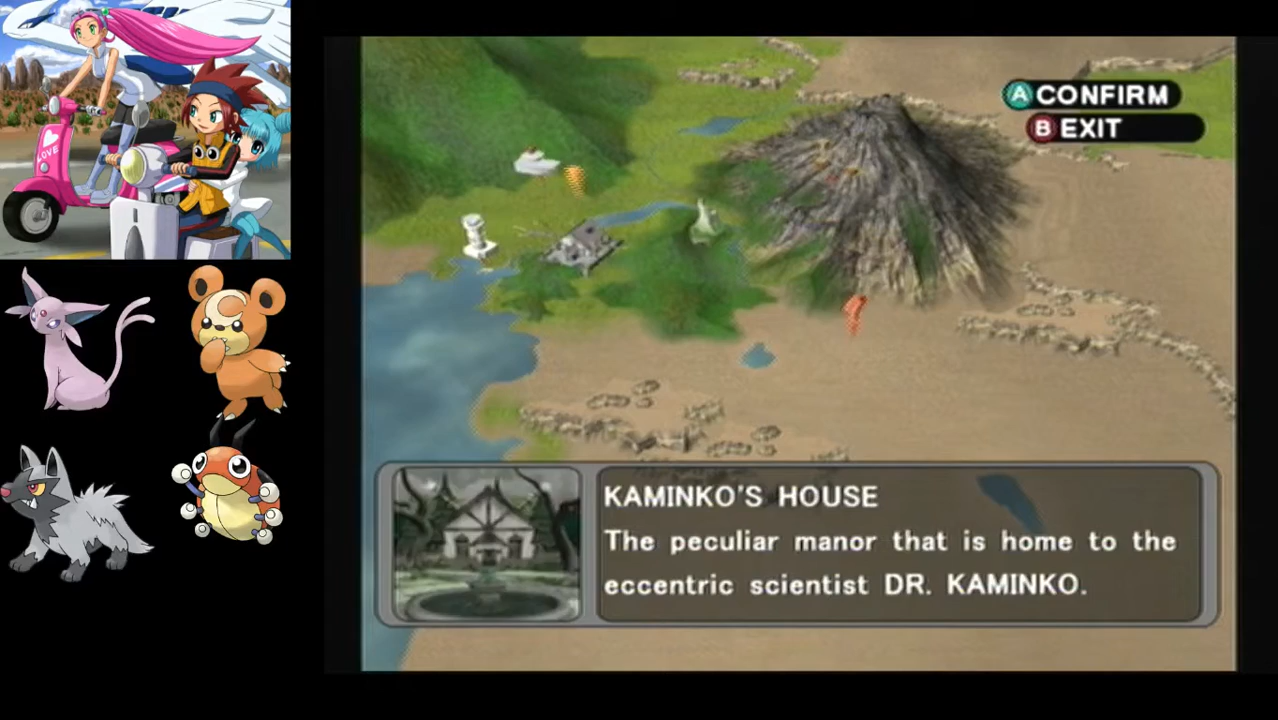 LOVE
A CONFIRM
B EXIT
KAMINKO'S HOUSE
The peculiar manor that is home to the
eccentric scientist DR. KAMINKO.